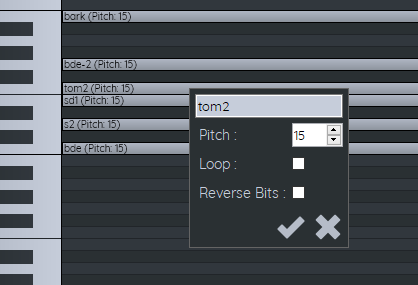 bark (Pitch: 15)
bde-2 (Pitch: 15)
tom2 (Pitch: 15)
sd1 (Pitch: 15)
s2 (Pitch: 15)
bde (Pitch: 15)
tom2
Pitch : 15
Loop :
Reverse Bits :